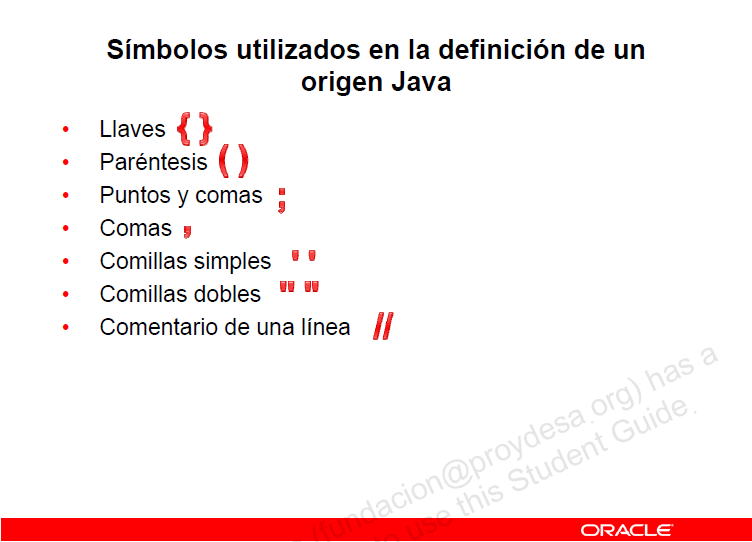 Símbolos utilizados en la definición de un
origen Java
• Llaves { }
• Paréntesis ( )
• Puntos y comas ;
• Comas ,
• Comillas simples ' '
• Comillas dobles " "
• Comentario de una línea //
(fundacion@proydesa.org) has a
to use this Student Guide.
ORACLE